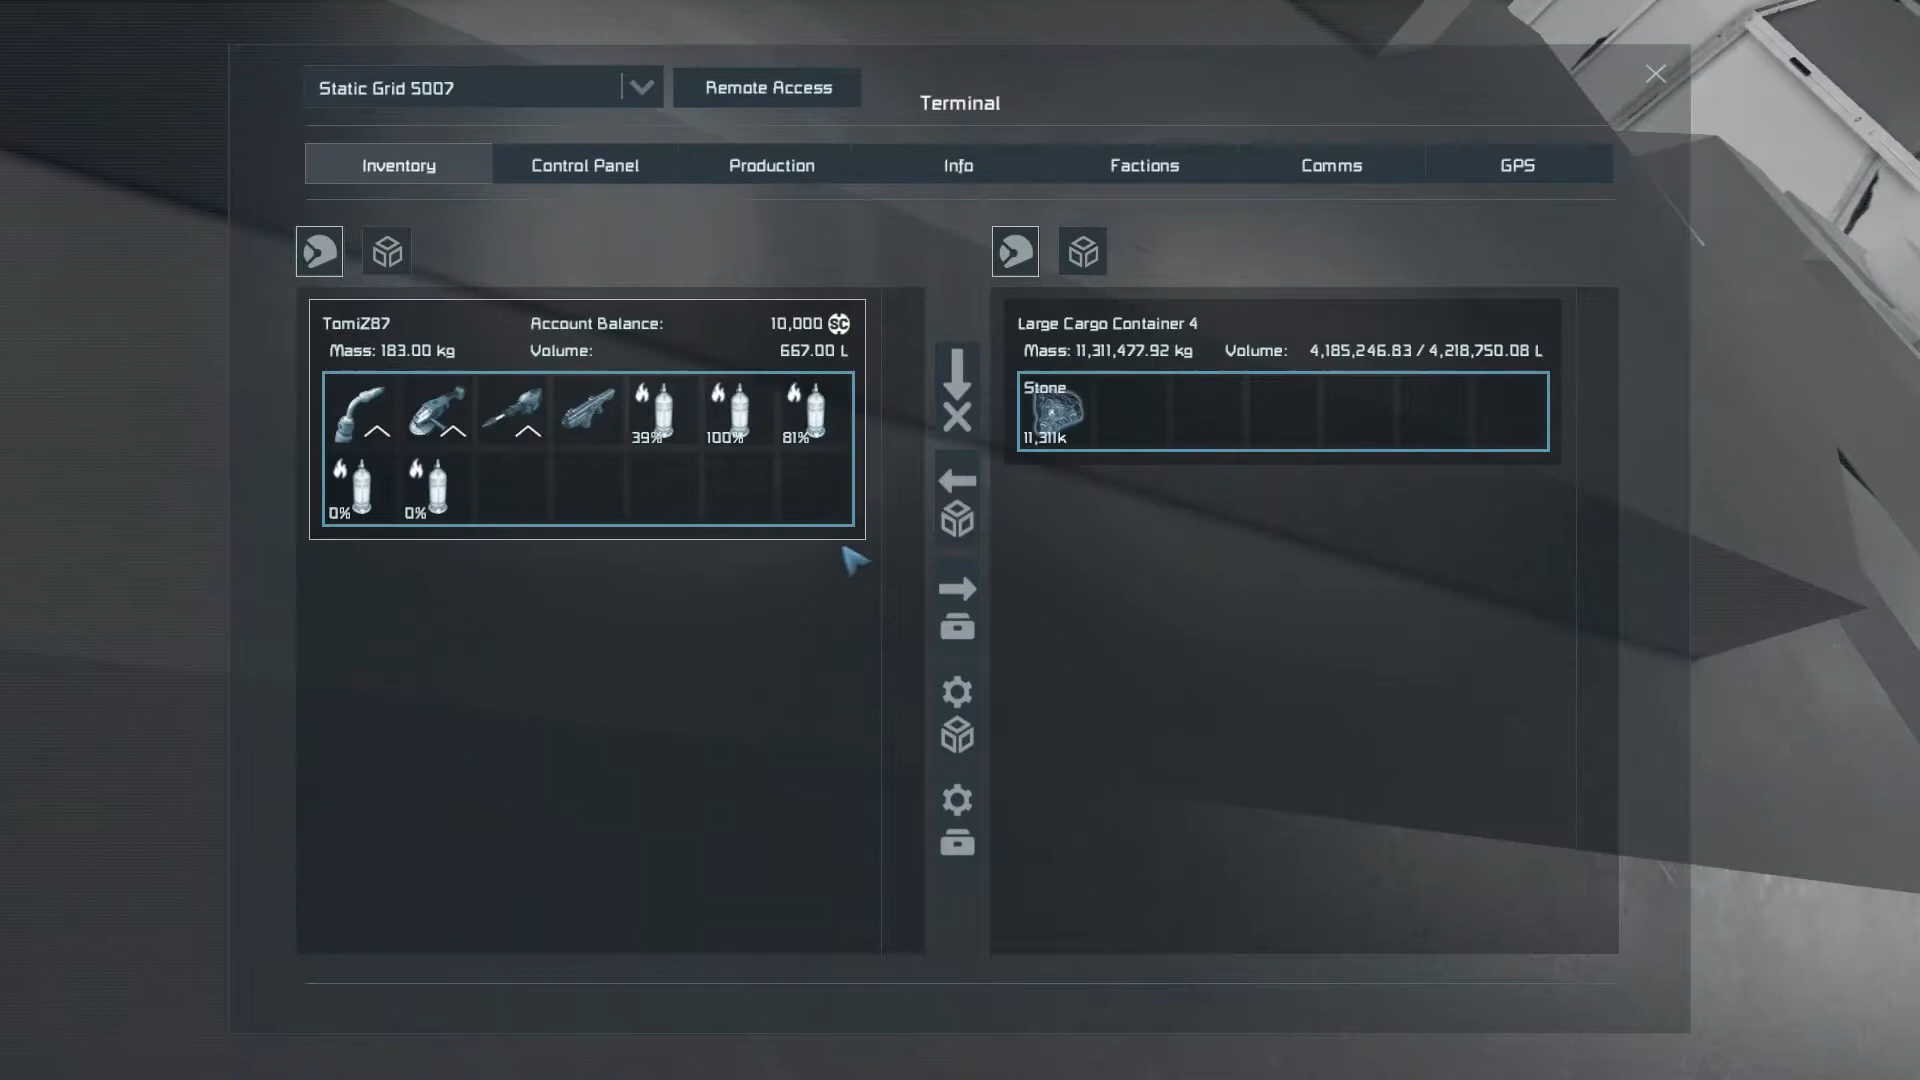 Static Grid 5007
Remote Access
Terminal
Inventory
Control Panel
Production
Info
Factions
Comms
GPS
TomiZ87
Account Balance:
10,000 SC
Mass: 183.00 kg
Volume:
667.00 L
39%
100%
81%
0%
0%
Large Cargo Container 4
Mass: 11,311,477.92 kg
Volume:
4,185,246.83 / 4,218,750.08 L
Stone
11,311k